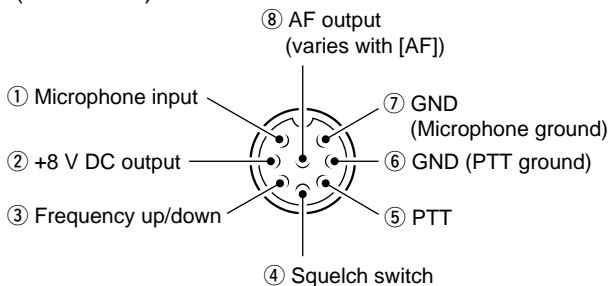 ⑧ AF output
(varies with [AF])
① Microphone input
⑦ GND
(Microphone ground)
② +8 V DC output
⑥ GND (PTT ground)
③ Frequency up/down
⑤ PTT
④ Squelch switch